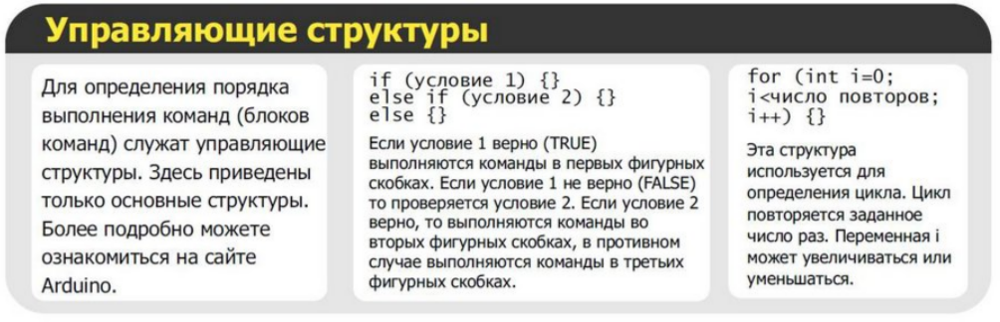 Управляющие структуры
Для определения порядка
выполнения команд (блоков
команд) служат управляющие
структуры. Здесь приведены
только основные структуры.
Более подробно можете
ознакомиться на сайте
Arduino.
if (условие 1) {}
else if (условие 2) {}
else {}
Если условие 1 верно (TRUE)
выполняются команды в первых фигурных
скобках. Если условие 1 не верно (FALSE)
то проверяется условие 2. Если условие 2
верно, то выполняются команды во
вторых фигурных скобках, в противном
случае выполняются команды в третьих
фигурных скобках.
for (int i=0;
i<число повторов;
i++) {}
Эта структура
используется для
определения цикла. Цикл
повторяется заданное
число раз. Переменная i
может увеличиваться или
уменьшаться.